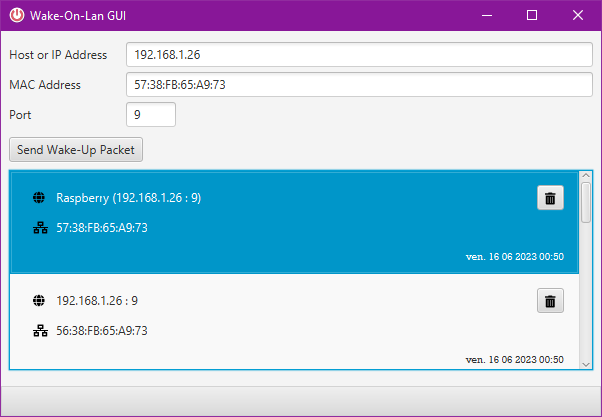 Wake-On-Lan GUI
Host or IP Address 192.168.1.26
MAC Address 57:38:FB:65:A9:73
Port 9
Send Wake-Up Packet
Raspberry (192.168.1.26 : 9)
57:38:FB:65:A9:73
ven. 16 06 2023 00:50
192.168.1.26 : 9
56:38:FB:65:A9:73
ven. 16 06 2023 00:50